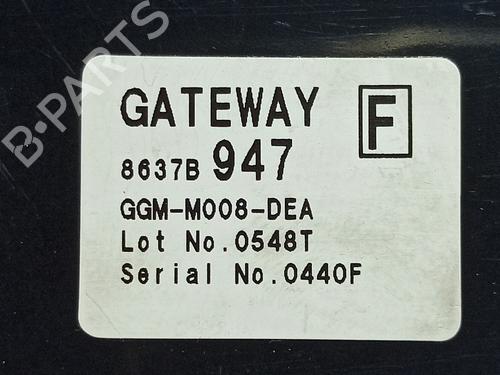 B-PARTS
GATEWAY F
8637B 947
GGM-M008-DEA
Lot No.0548T
Serial No.0440F